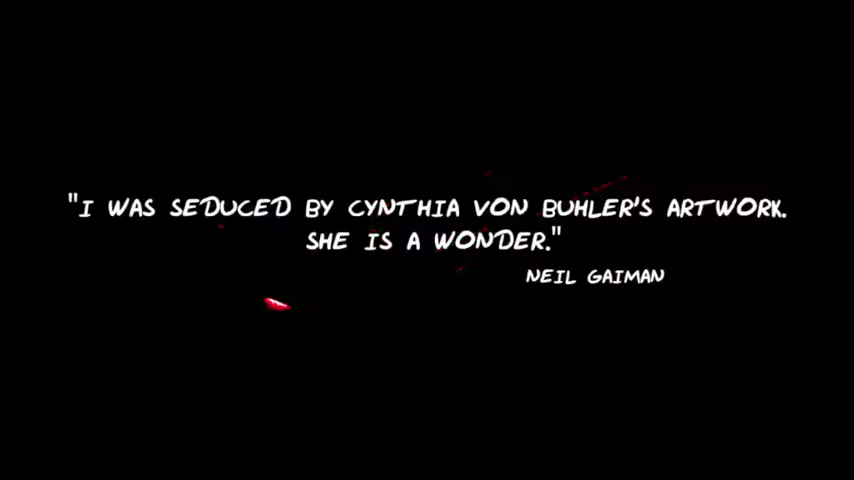 "I WAS SEDUCED BY CYNTHIA VON BUHLER'S ARTWORK.
SHE IS A WONDER."
NEIL GAIMAN